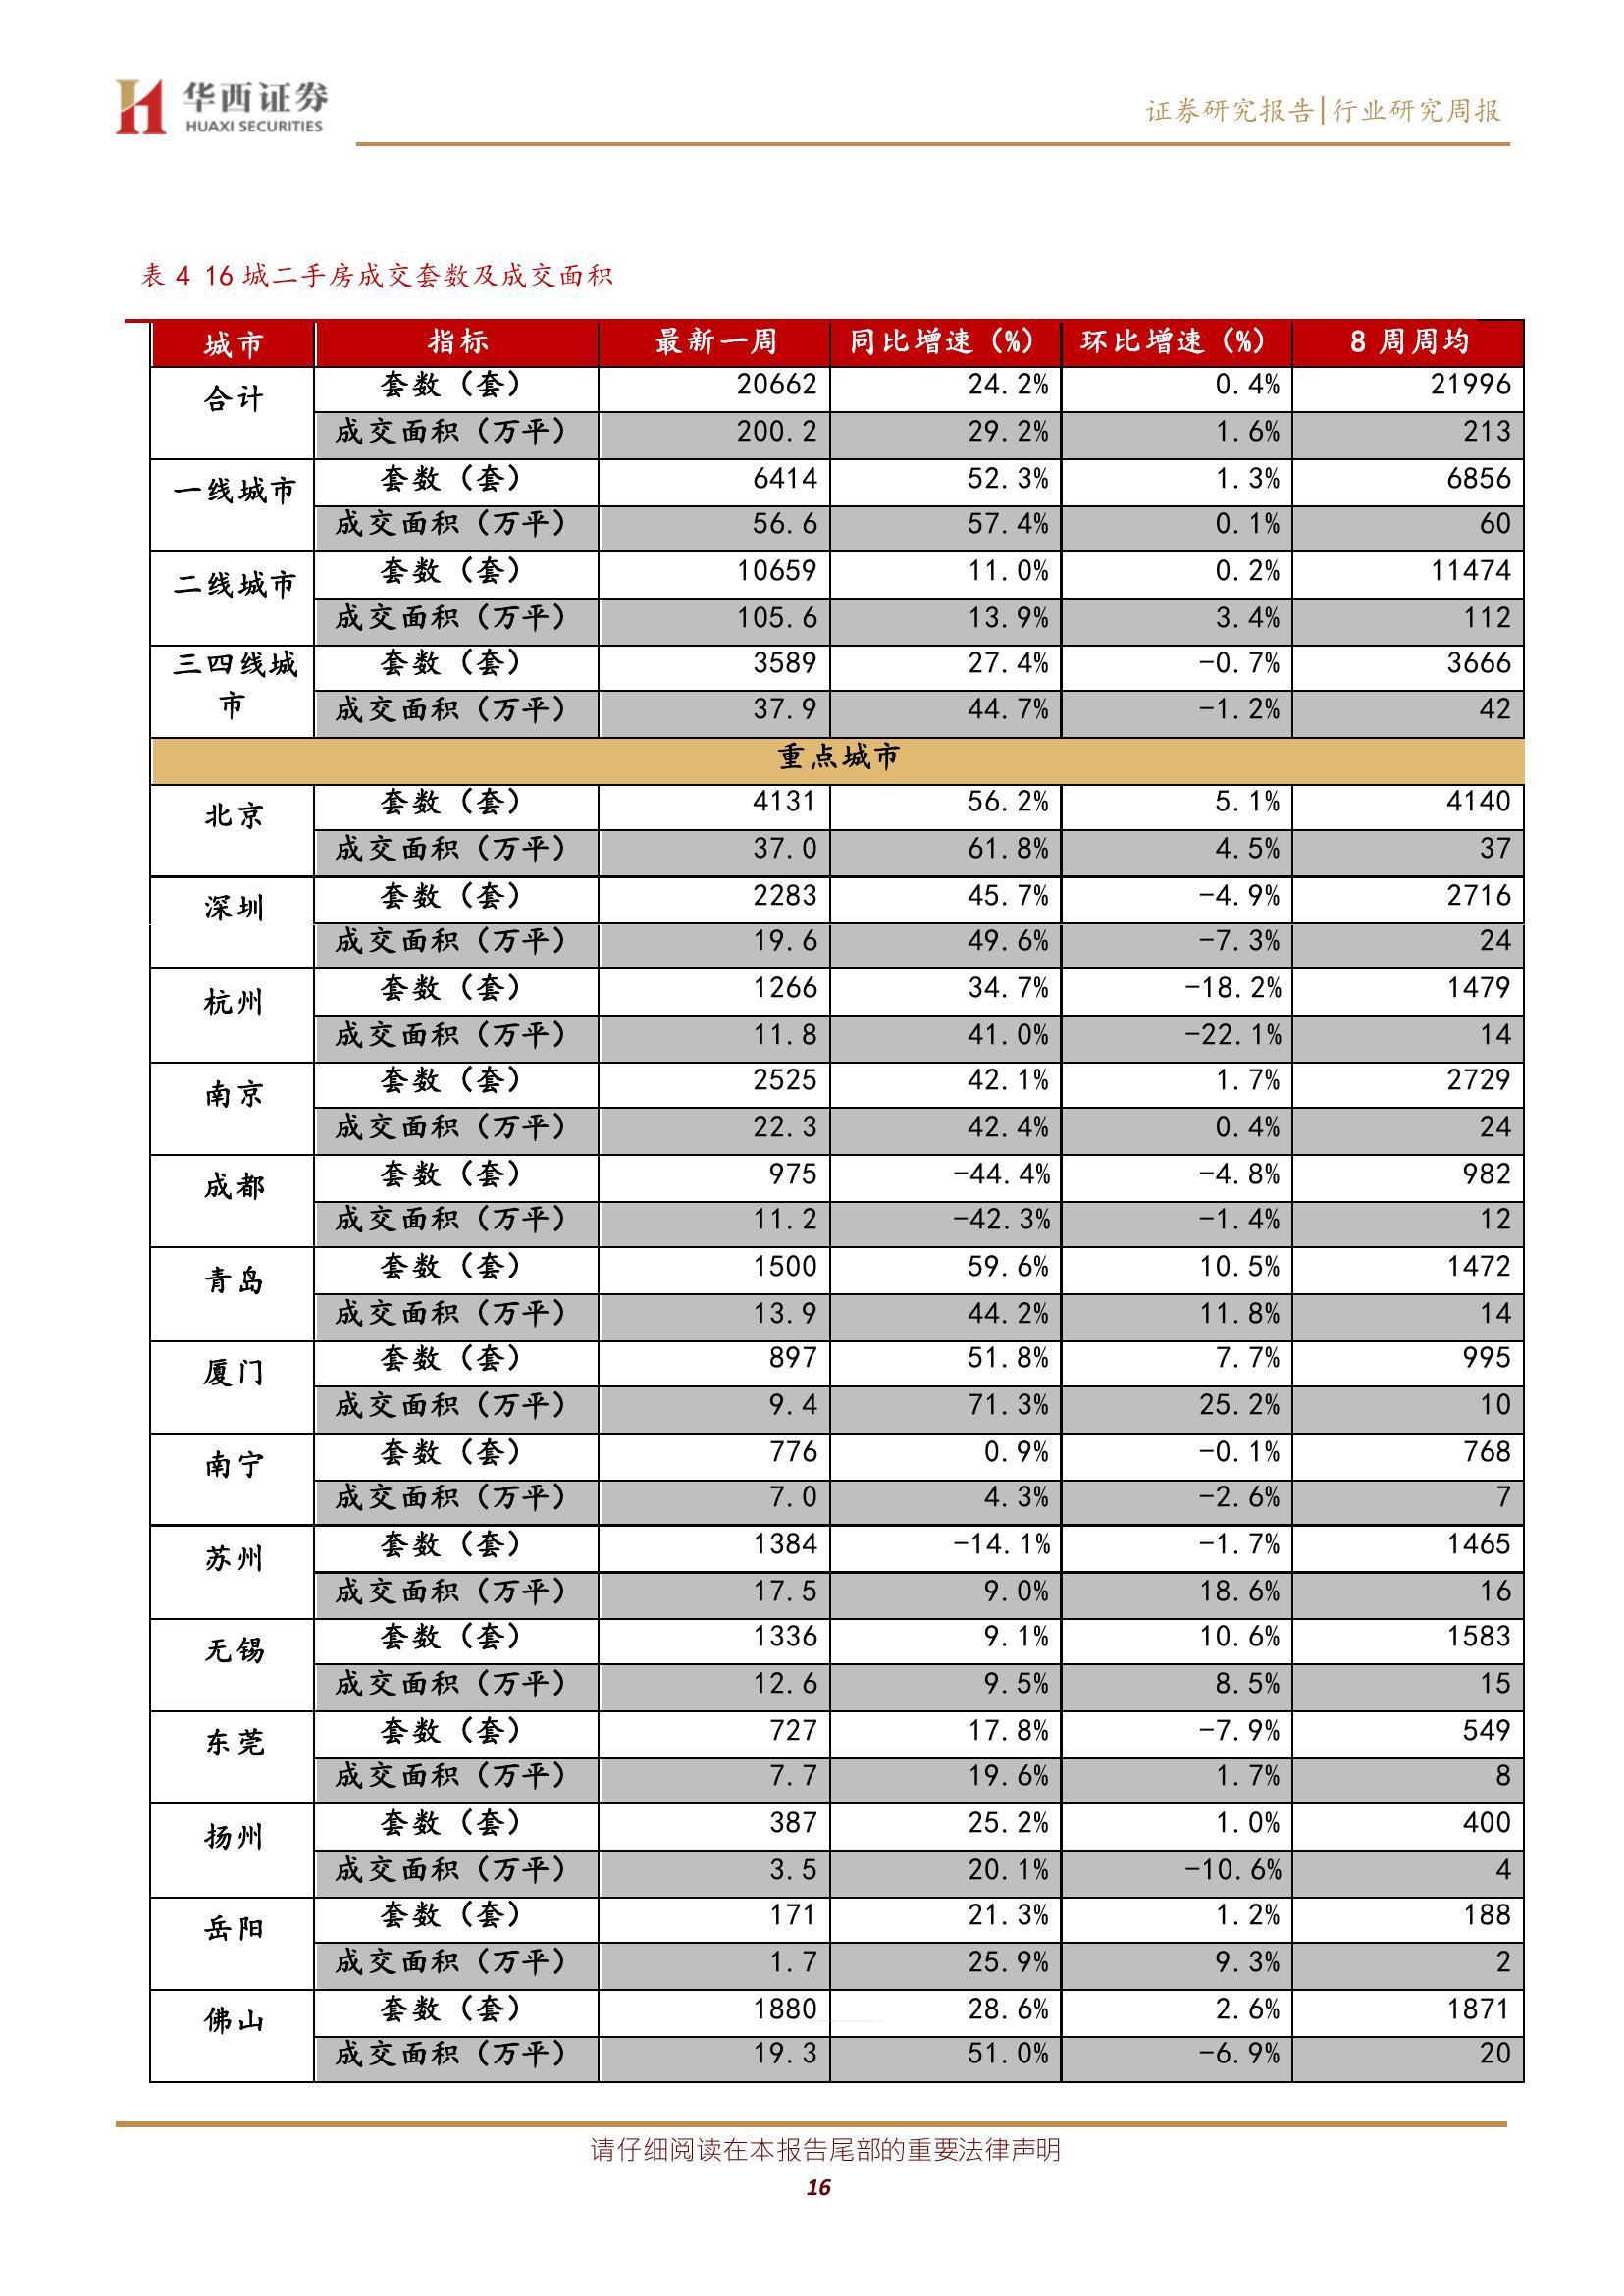 华西证券
HUAXI SECURITIES
证券研究报告|行业研究周报
表 4 16 城二手房成交套数及成交面积
城市 指标 最新一周 同比增速（%） 环比增速（%） 8 周周均
合计 套数（套） 20662 24.2% 0.4% 21996
成交面积（万平） 200.2 29.2% 1.6% 213
一线城市 套数（套） 6414 52.3% 1.3% 6856
成交面积（万平） 56.6 57.4% 0.1% 60
二线城市 套数（套） 10659 11.0% 0.2% 11474
成交面积（万平） 105.6 13.9% 3.4% 112
三四线城 套数（套） 3589 27.4% -0.7% 3666
市 成交面积（万平） 37.9 44.7% -1.2% 42
重点城市
北京 套数（套） 4131 56.2% 5.1% 4140
成交面积（万平） 37.0 61.8% 4.5% 37
深圳 套数（套） 2283 45.7% -4.9% 2716
成交面积（万平） 19.6 49.6% -7.3% 24
杭州 套数（套） 1266 34.7% -18.2% 1479
成交面积（万平） 11.8 41.0% -22.1% 14
南京 套数（套） 2525 42.1% 1.7% 2729
成交面积（万平） 22.3 42.4% 0.4% 24
成都 套数（套） 975 -44.4% -4.8% 982
成交面积（万平） 11.2 -42.3% -1.4% 12
青岛 套数（套） 1500 59.6% 10.5% 1472
成交面积（万平） 13.9 44.2% 11.8% 14
厦门 套数（套） 897 51.8% 7.7% 995
成交面积（万平） 9.4 71.3% 25.2% 10
南宁 套数（套） 776 0.9% -0.1% 768
成交面积（万平） 7.0 4.3% -2.6% 7
苏州 套数（套） 1384 -14.1% -1.7% 1465
成交面积（万平） 17.5 9.0% 18.6% 16
无锡 套数（套） 1336 9.1% 10.6% 1583
成交面积（万平） 12.6 9.5% 8.5% 15
东莞 套数（套） 727 17.8% -7.9% 549
成交面积（万平） 7.7 19.6% 1.7% 8
扬州 套数（套） 387 25.2% 1.0% 400
成交面积（万平） 3.5 20.1% -10.6% 4
岳阳 套数（套） 171 21.3% 1.2% 188
成交面积（万平） 1.7 25.9% 9.3% 2
佛山 套数（套） 1880 28.6% 2.6% 1871
成交面积（万平） 19.3 51.0% -6.9% 20
请仔细阅读在本报告尾部的重要法律声明
16